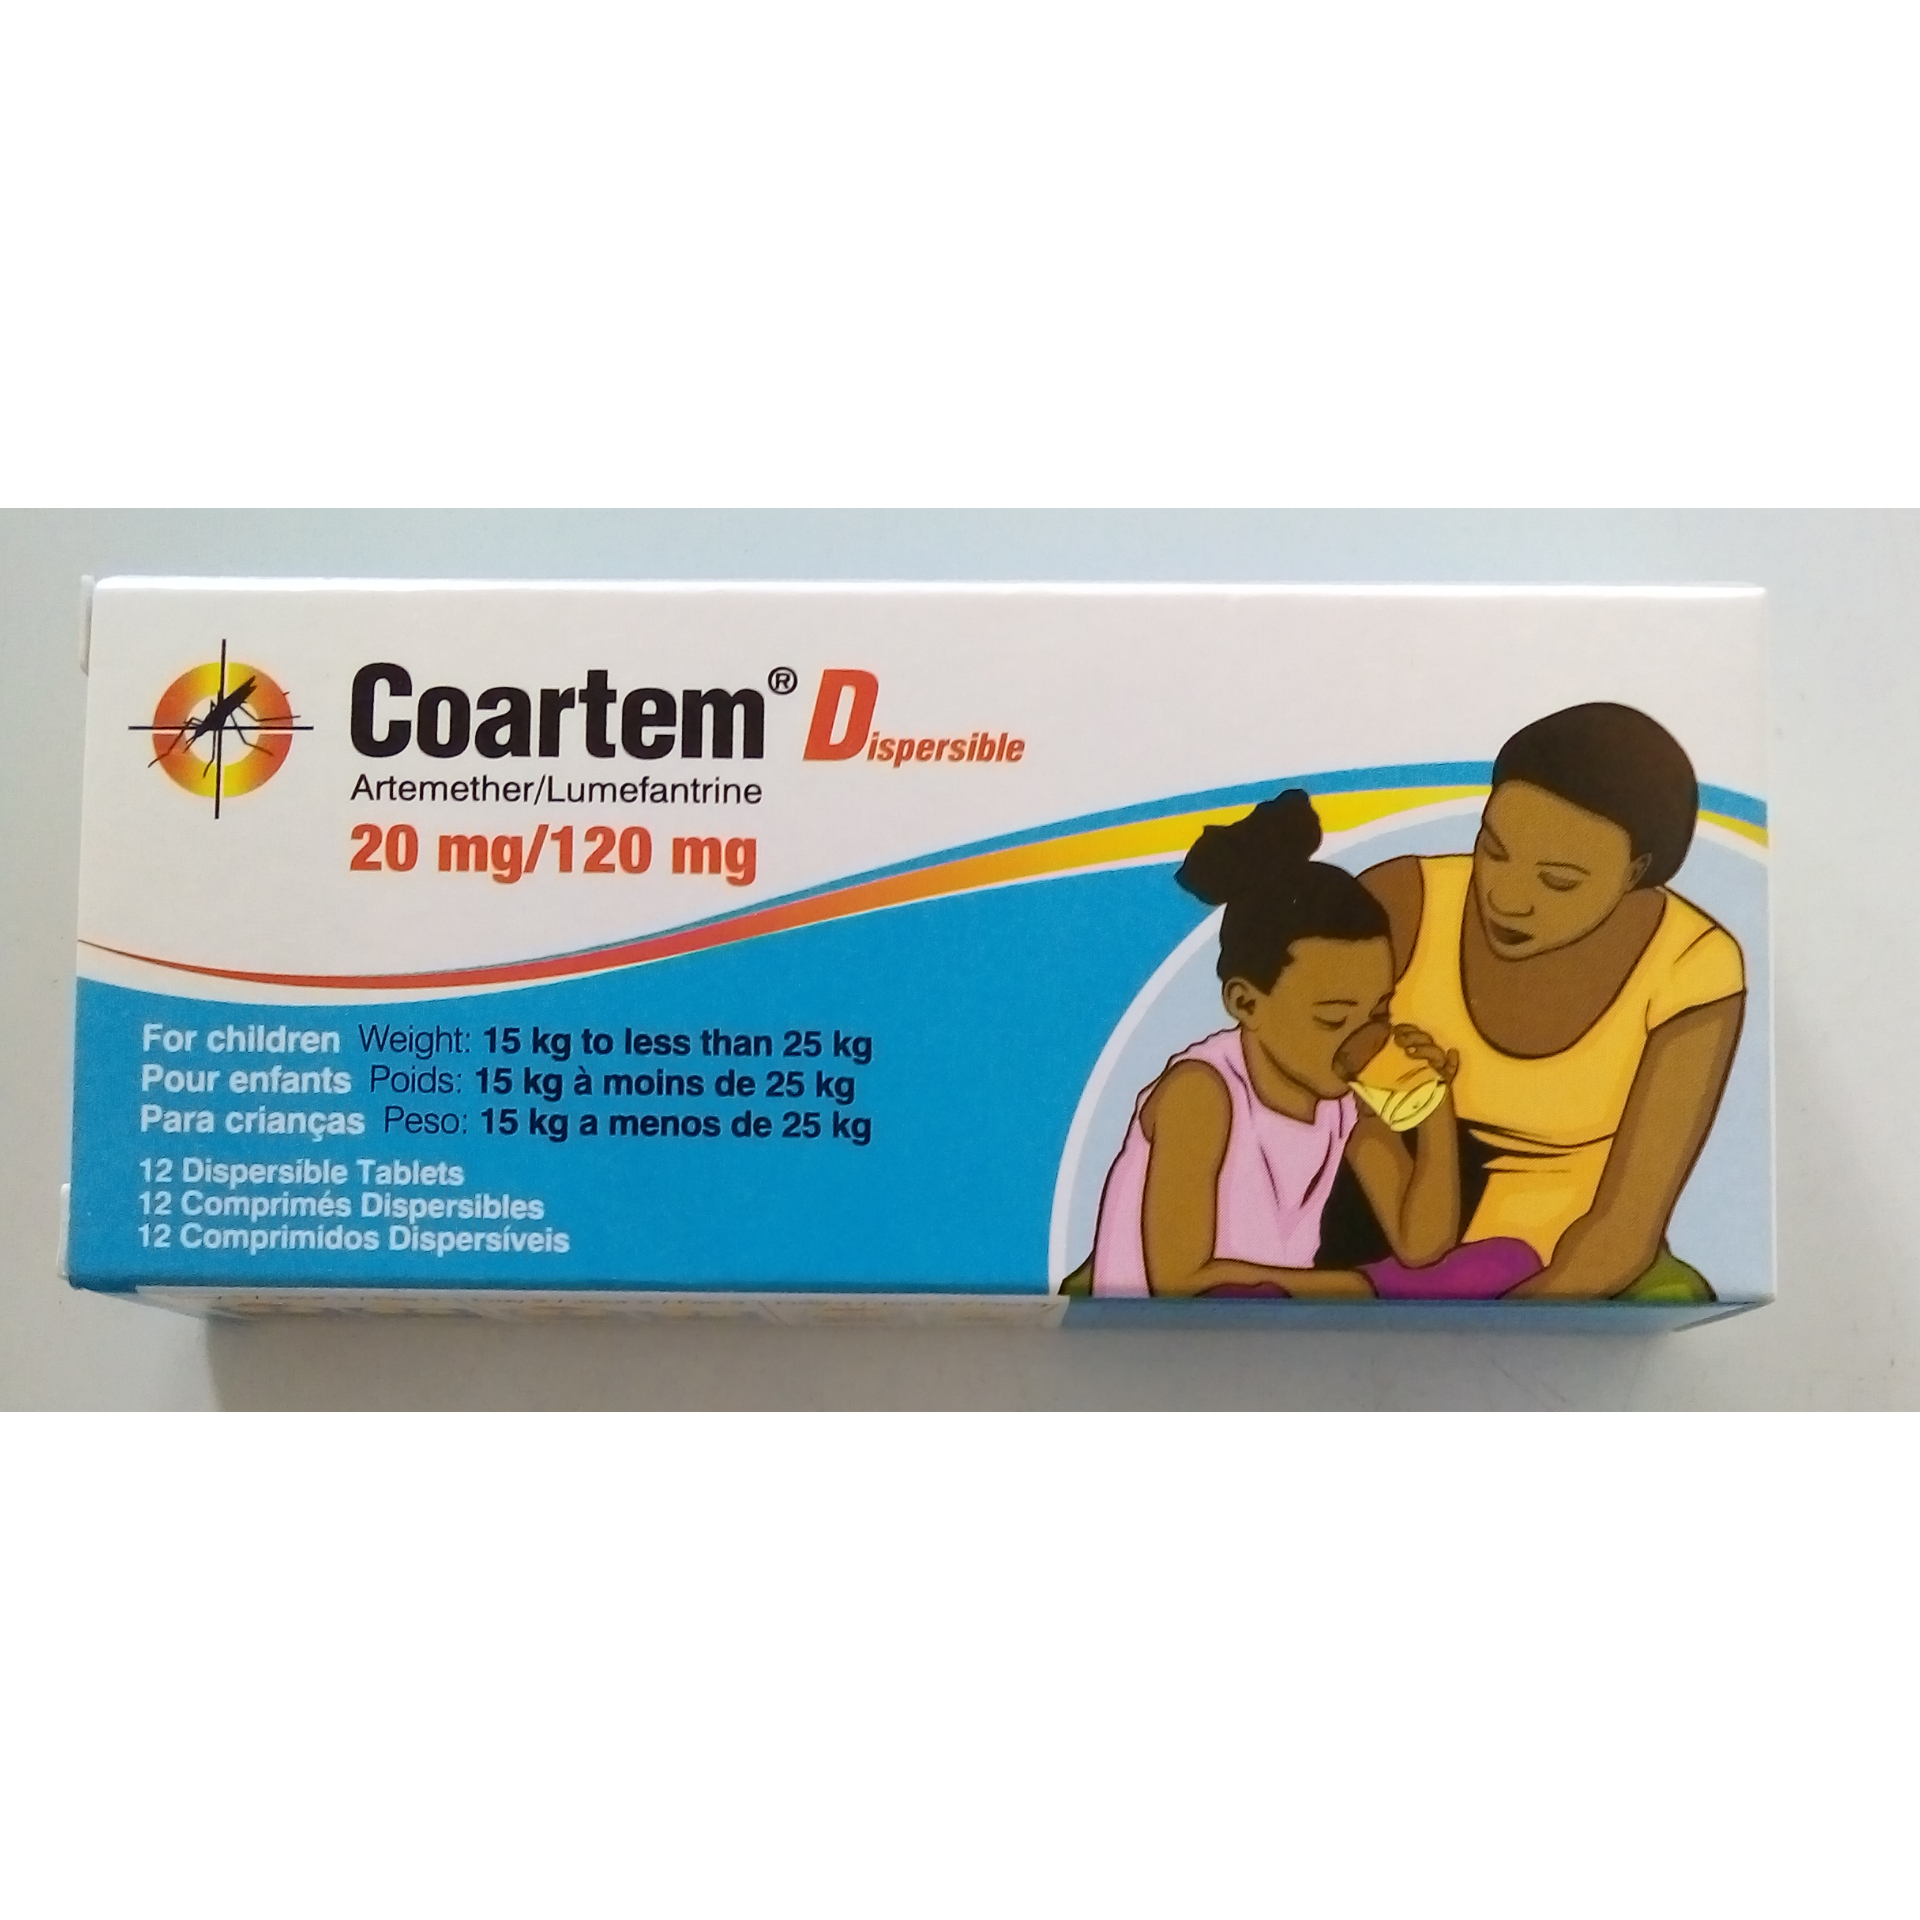 Coartem® Dispersible
Artemether/Lumefantrine
20 mg/120 mg
For children Weight: 15 kg to less than 25 kg
Pour enfants Poids: 15 kg à moins de 25 kg
Para crianças Peso: 15 kg a menos de 25 kg
12 Dispersible Tablets
12 Comprimés Dispersibles
12 Comprimidos Dispersíveis